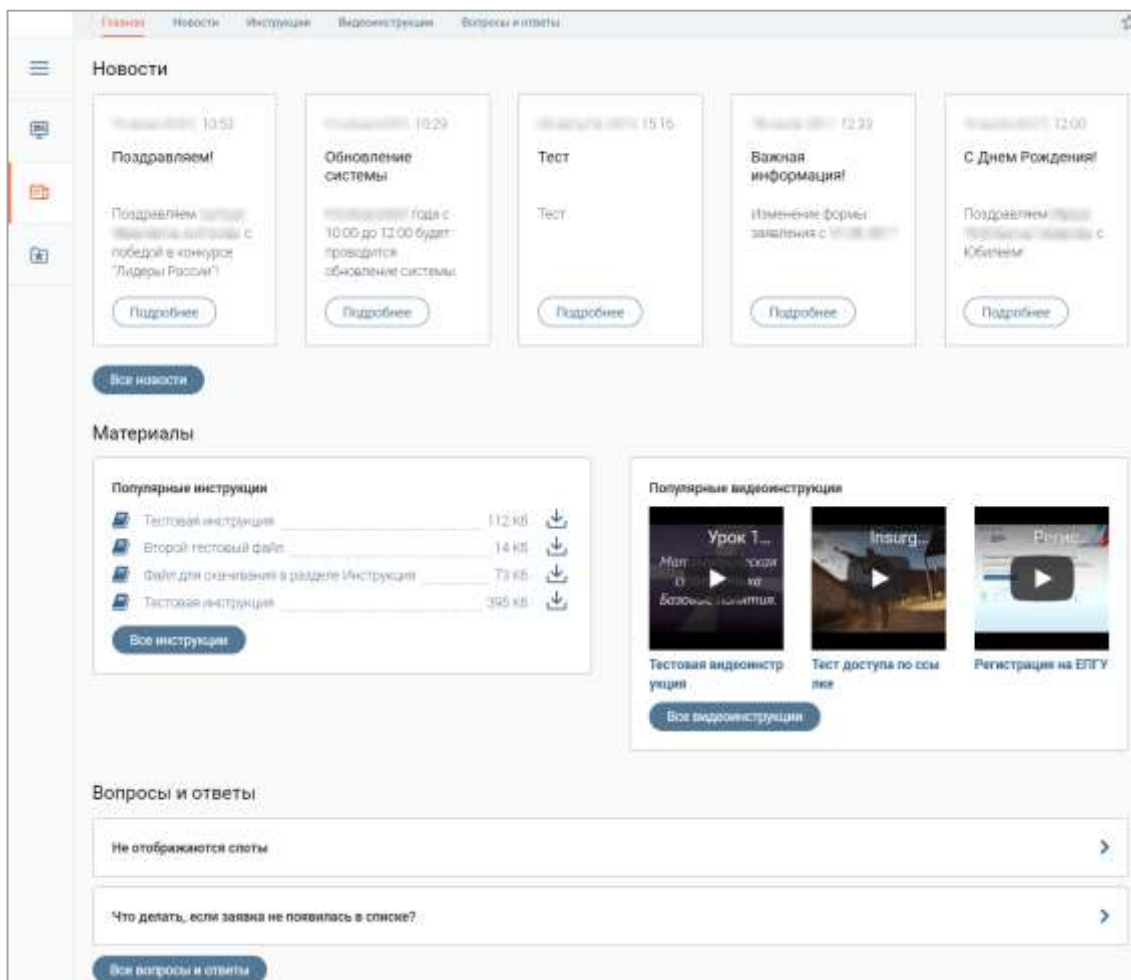 Главная Новости Инструкции Видеоинструкции Вопросы и ответы
Новости
10:53
Поздравляем!
Поздравляем
с
победой в конкурсе
"Лидеры России"!
Подробнее
10:29
Обновление
системы
года с
10:00 до 12:00 будет
проводится
обновление системы.
Подробнее
15:16
Тест
Тест
Подробнее
12:33
Важная
информация!
Изменение формы
заявления с
Подробнее
12:00
С Днем Рождения!
Поздравляем
с
Юбилеем!
Подробнее
Все новости
Материалы
Популярные инструкции
Тестовая инструкция 112 Кб
Второй тестовый файл 14 Кб
Файл для скачивания в разделе Инструкция 73 Кб
Тестовая инструкция 395 Кб
Все инструкции
Популярные видеоинструкции
Урок 1...
Базовые понятия.
Тестовая видеоинстр
укция
Insurg...
Тест доступа по ссы
лке
Регис...
Регистрация на ЕПГУ
Все видеоинструкции
Вопросы и ответы
Не отображаются слоты
Что делать, если заявка не появилась в списке?
Все вопросы и ответы